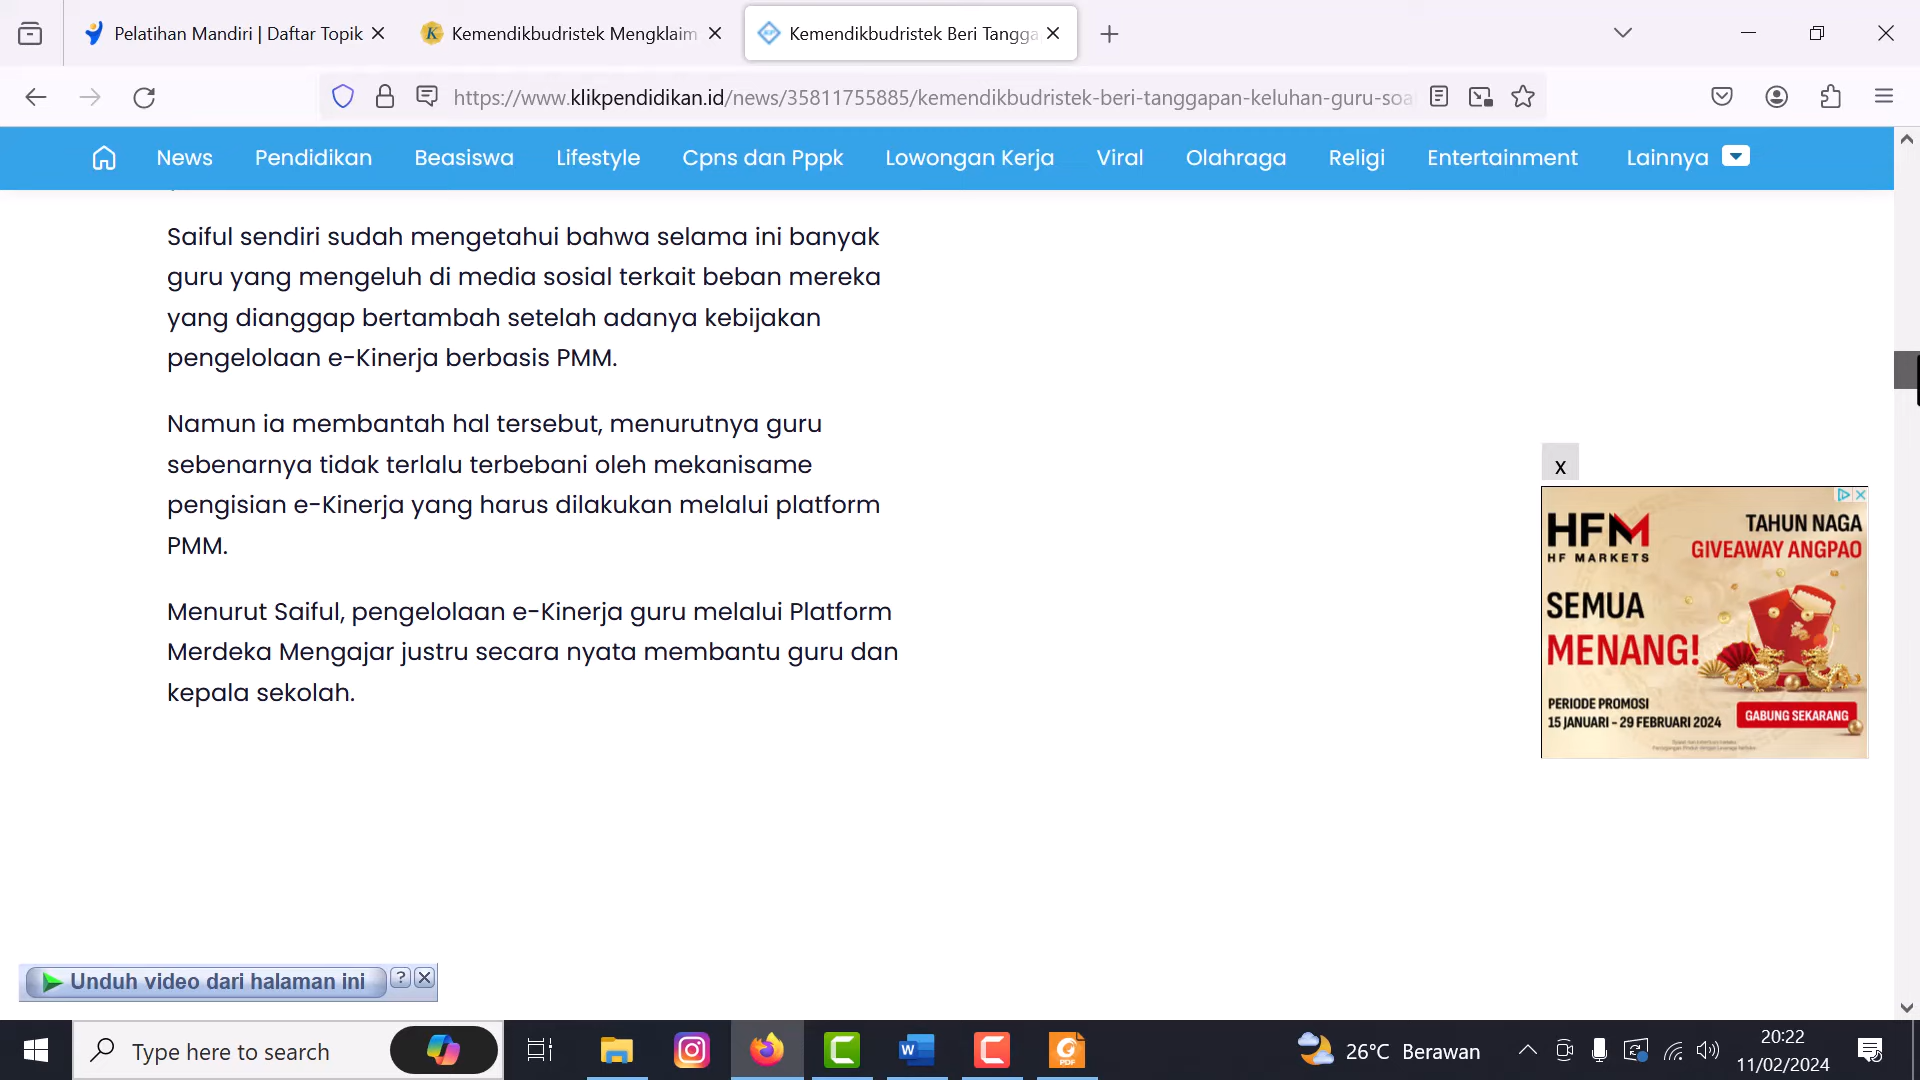 Pelatihan Mandiri | Daftar Topik
Kemendikbudristek Mengklaim
Kemendikbudristek Beri Tangga
https://www.klikpendidikan.id/news/35811755885/kemendikbudristek-beri-tanggapan-keluhan-guru-soa
News Pendidikan Beasiswa Lifestyle Cpns dan Pppk Lowongan Kerja Viral Olahraga Religi Entertainment Lainnya
Saiful sendiri sudah mengetahui bahwa selama ini banyak
guru yang mengeluh di media sosial terkait beban mereka
yang dianggap bertambah setelah adanya kebijakan
pengelolaan e-Kinerja berbasis PMM.
Namun ia membantah hal tersebut, menurutnya guru
sebenarnya tidak terlalu terbebani oleh mekanisame
pengisian e-Kinerja yang harus dilakukan melalui platform
PMM.
Menurut Saiful, pengelolaan e-Kinerja guru melalui Platform
Merdeka Mengajar justru secara nyata membantu guru dan
kepala sekolah.
x
HFM
HF MARKETS
TAHUN NAGA
GIVEAWAY ANGPAO
SEMUA
MENANG!
PERIODE PROMOSI
15 JANUARI - 29 FEBRUARI 2024
GABUNG SEKARANG
Unduh video dari halaman ini
?
Type here to search
26°C Berawan
20:22
11/02/2024